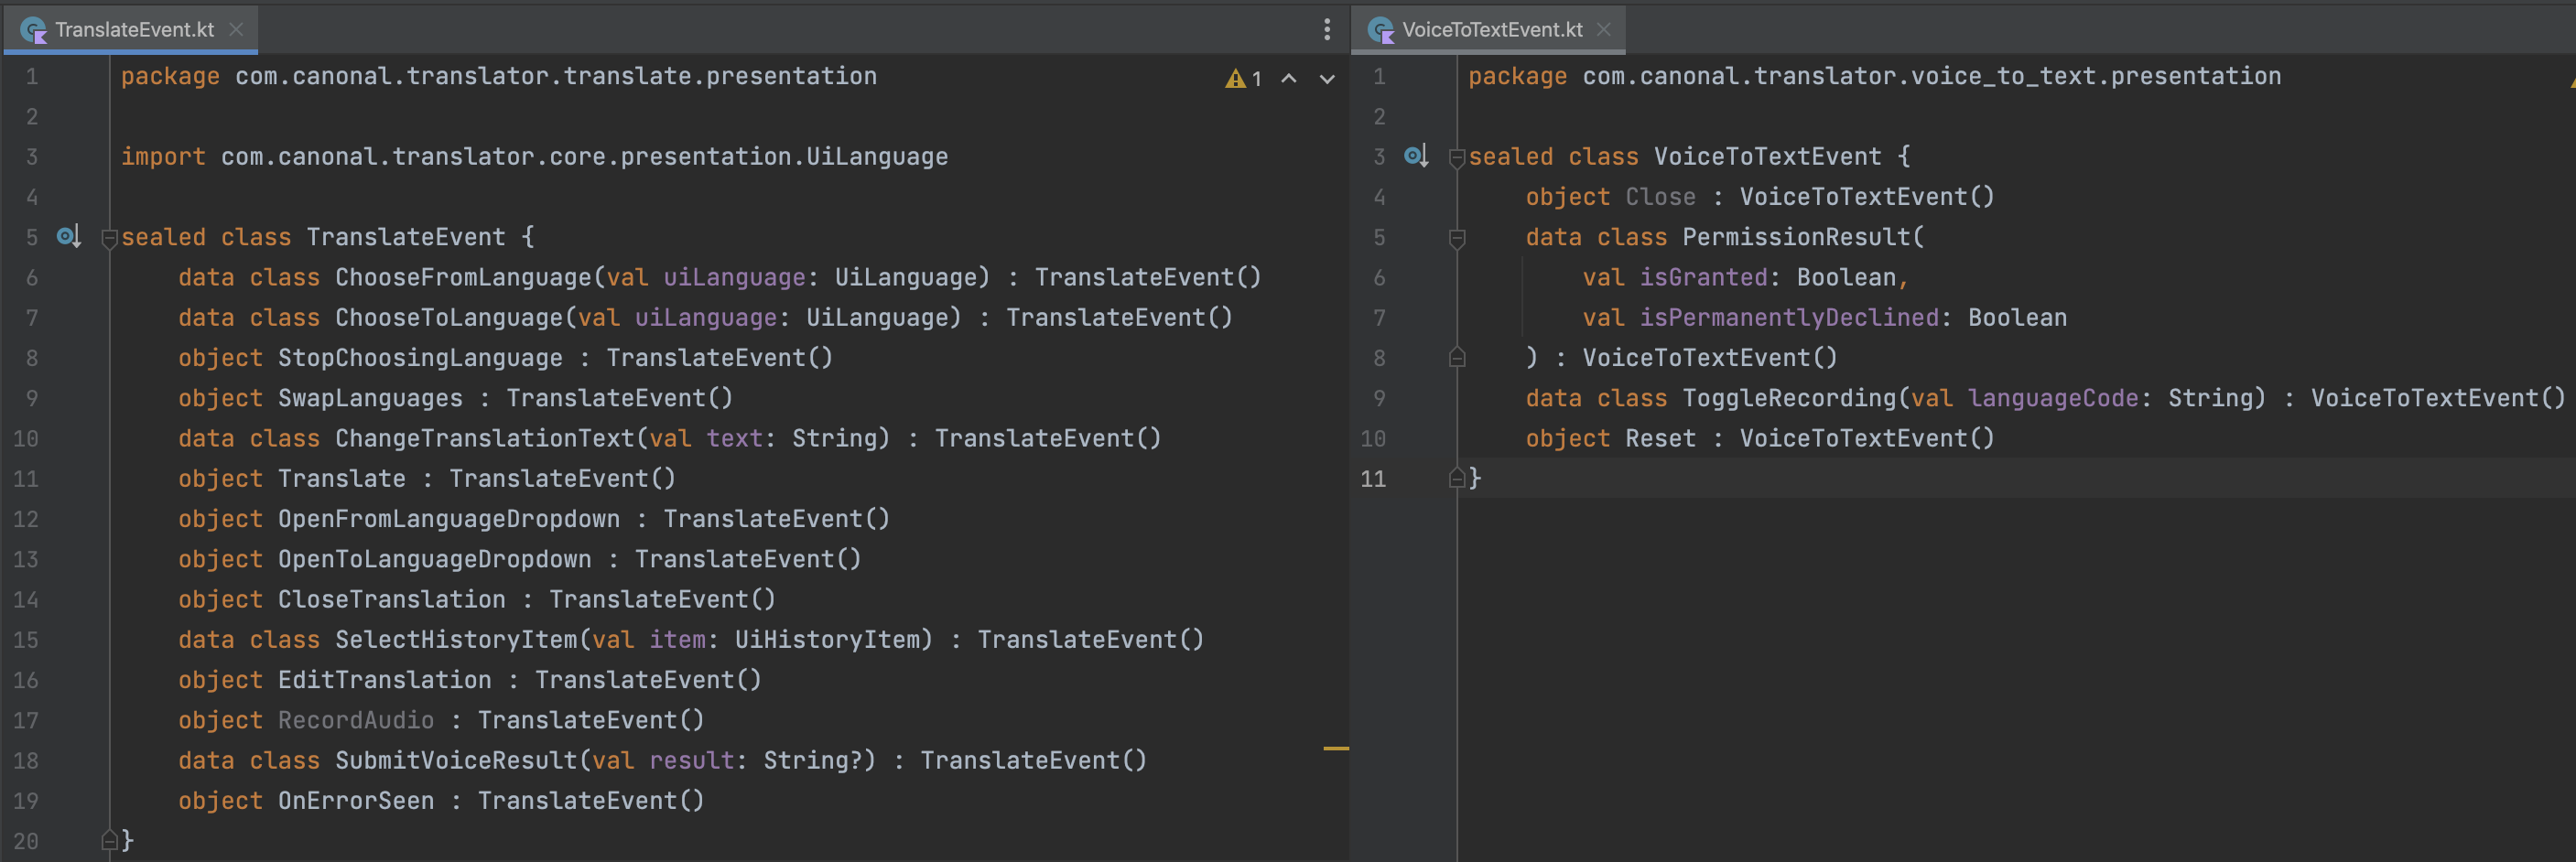 TranslateEvent.kt
1 package com.canonal.translator.translate.presentation
1
2
3 import com.canonal.translator.core.presentation.UiLanguage
4
5 sealed class TranslateEvent {
6 data class ChooseFromLanguage(val uiLanguage: UiLanguage) : TranslateEvent()
7 data class ChooseToLanguage(val uiLanguage: UiLanguage) : TranslateEvent()
8 object StopChoosingLanguage : TranslateEvent()
9 object SwapLanguages : TranslateEvent()
10 data class ChangeTranslationText(val text: String) : TranslateEvent()
11 object Translate : TranslateEvent()
12 object OpenFromLanguageDropdown : TranslateEvent()
13 object OpenToLanguageDropdown : TranslateEvent()
14 object CloseTranslation : TranslateEvent()
15 data class SelectHistoryItem(val item: UiHistoryItem) : TranslateEvent()
16 object EditTranslation : TranslateEvent()
17 object RecordAudio : TranslateEvent()
18 data class SubmitVoiceResult(val result: String?) : TranslateEvent()
19 object OnErrorSeen : TranslateEvent()
20 }
VoiceToTextEvent.kt
1 package com.canonal.translator.voice_to_text.presentation
2
3 sealed class VoiceToTextEvent {
4 object Close : VoiceToTextEvent()
5 data class PermissionResult(
6 val isGranted: Boolean,
7 val isPermanentlyDeclined: Boolean
8 ) : VoiceToTextEvent()
9 data class ToggleRecording(val languageCode: String) : VoiceToTextEvent()
10 object Reset : VoiceToTextEvent()
11 }